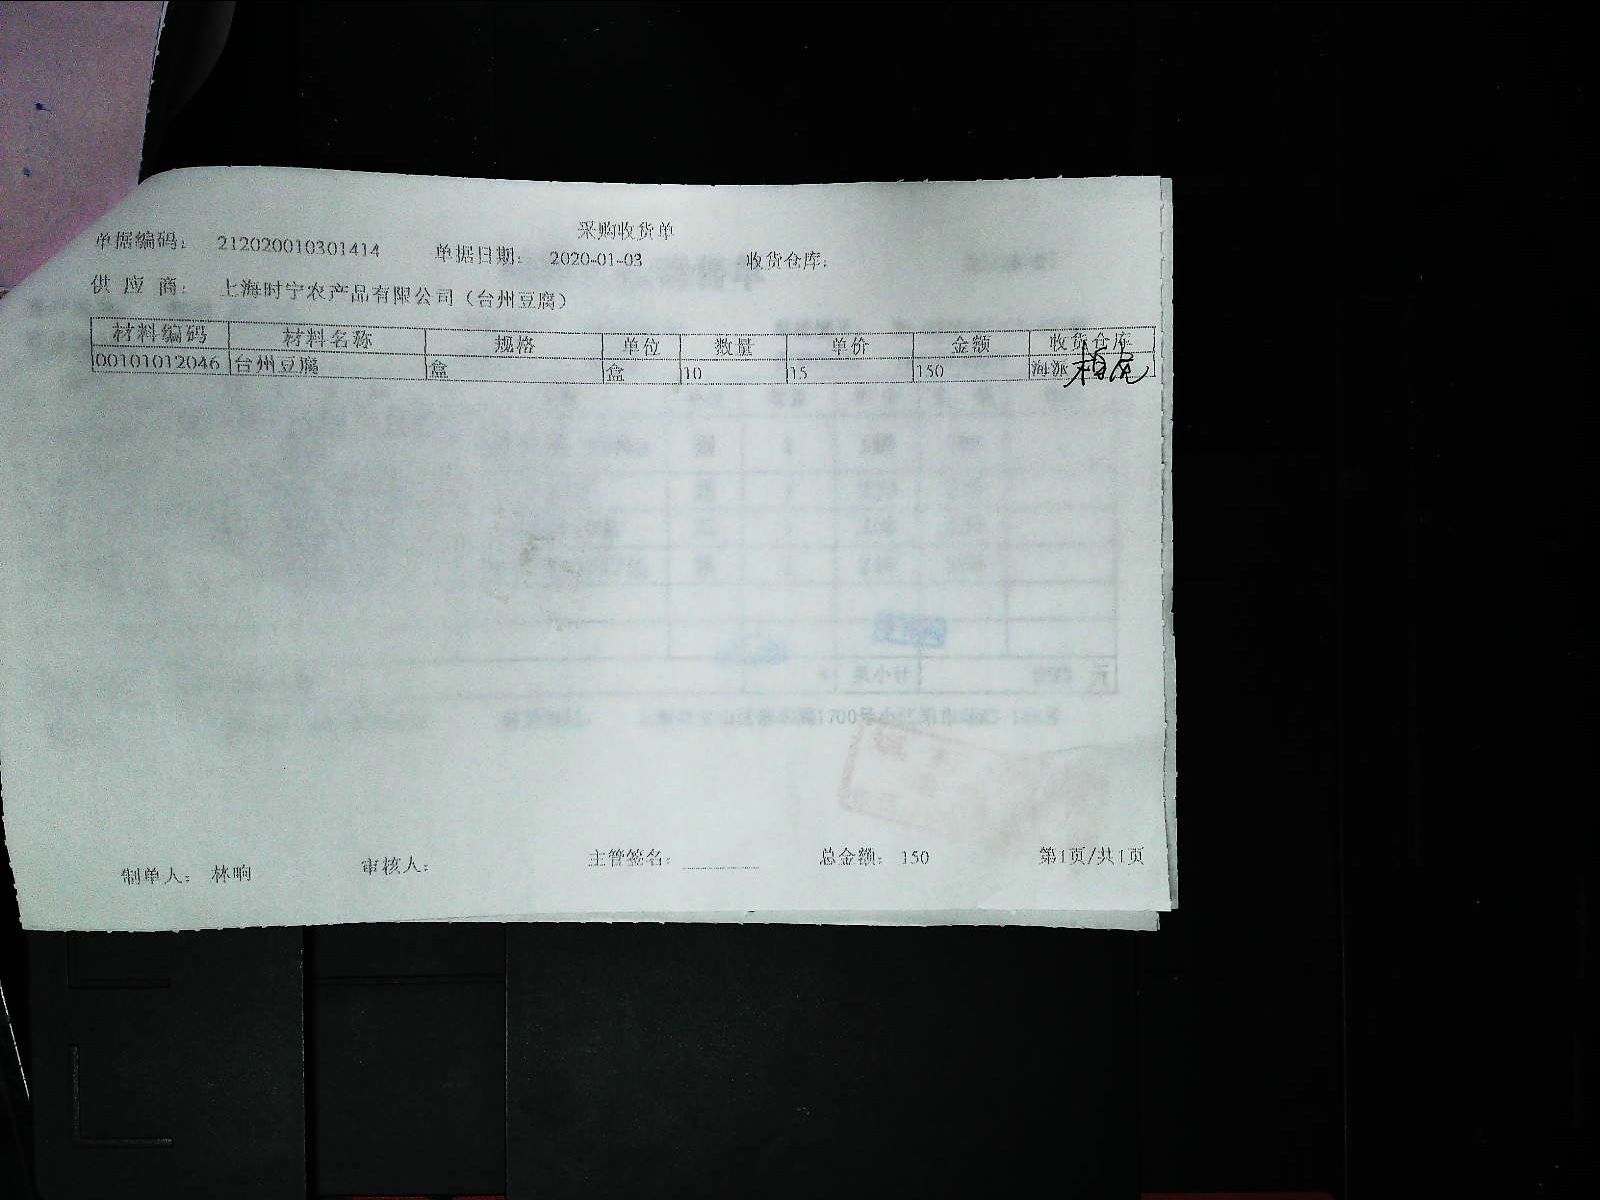 采购收货单
单据编码： 212020010301414 单据日期： 2020-01-03 收货仓库：
供 应 商： 上海时宇农产品有限公司（台州豆腐）
材料编码 材料名称 规格 单位 数量 单价 金额 收货仓库
00101012046 台州豆腐 盒 盒 10 15 150 海派
制单人： 林响 审核人： 主管签名： 总金额： 150 第1页/共1页